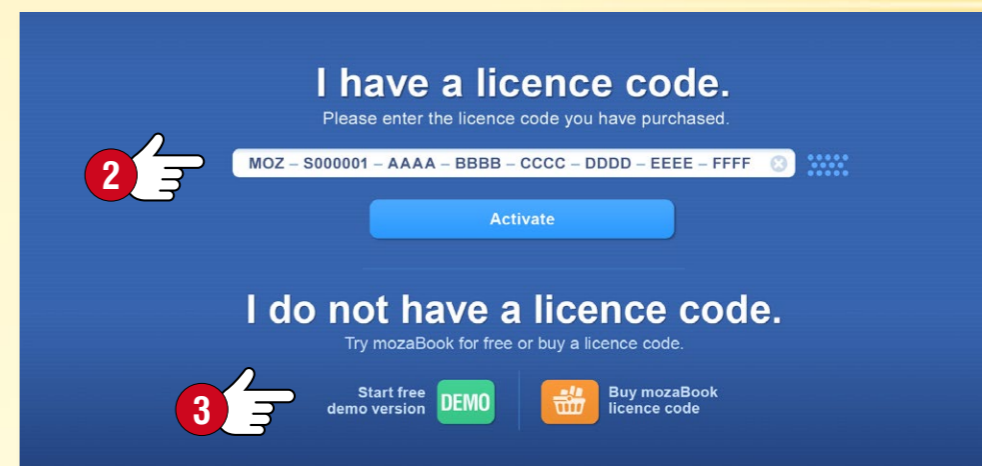 I have a licence code.
Please enter the licence code you have purchased.
2
MOZ – S000001 – AAAA – BBBB – CCCC – DDDD – EEEE – FFFF
Activate
I do not have a licence code.
Try mozaBook for free or buy a licence code.
3
Start free
demo version
DEMO
Buy mozaBook
licence code